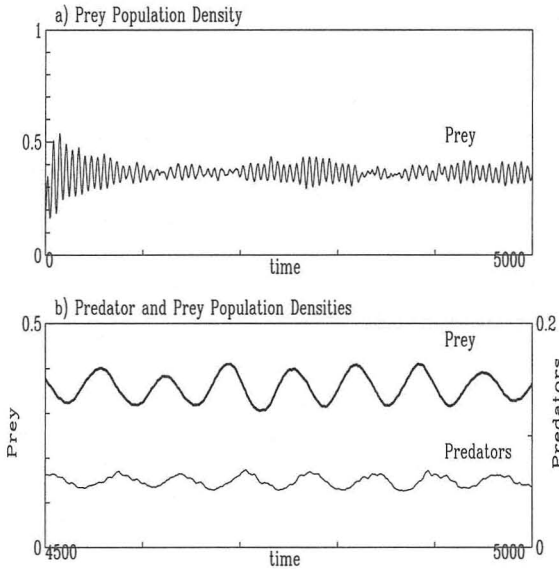 a) Prey Population Density
1
0.5
Prey
0
0
time
5000
b) Predator and Prey Population Densities
0.5
0.2
Prey
Prey
Predators
Predators
0
0
4500
time
5000